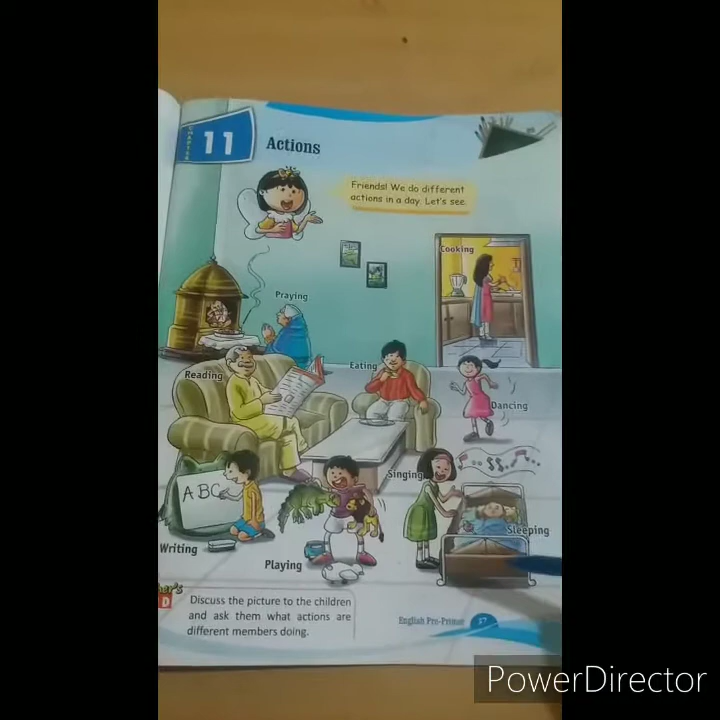 CHAPTER
11
Actions
Friends! We do different
actions in a day. Let's see.
Cooking
Praying
Reading
Eating
Dancing
Singing
ABC
Sleeping
Writing
Playing
Discuss the picture to the children
and ask them what actions are
different members doing.
English Pre-Primer
57
PowerDirector